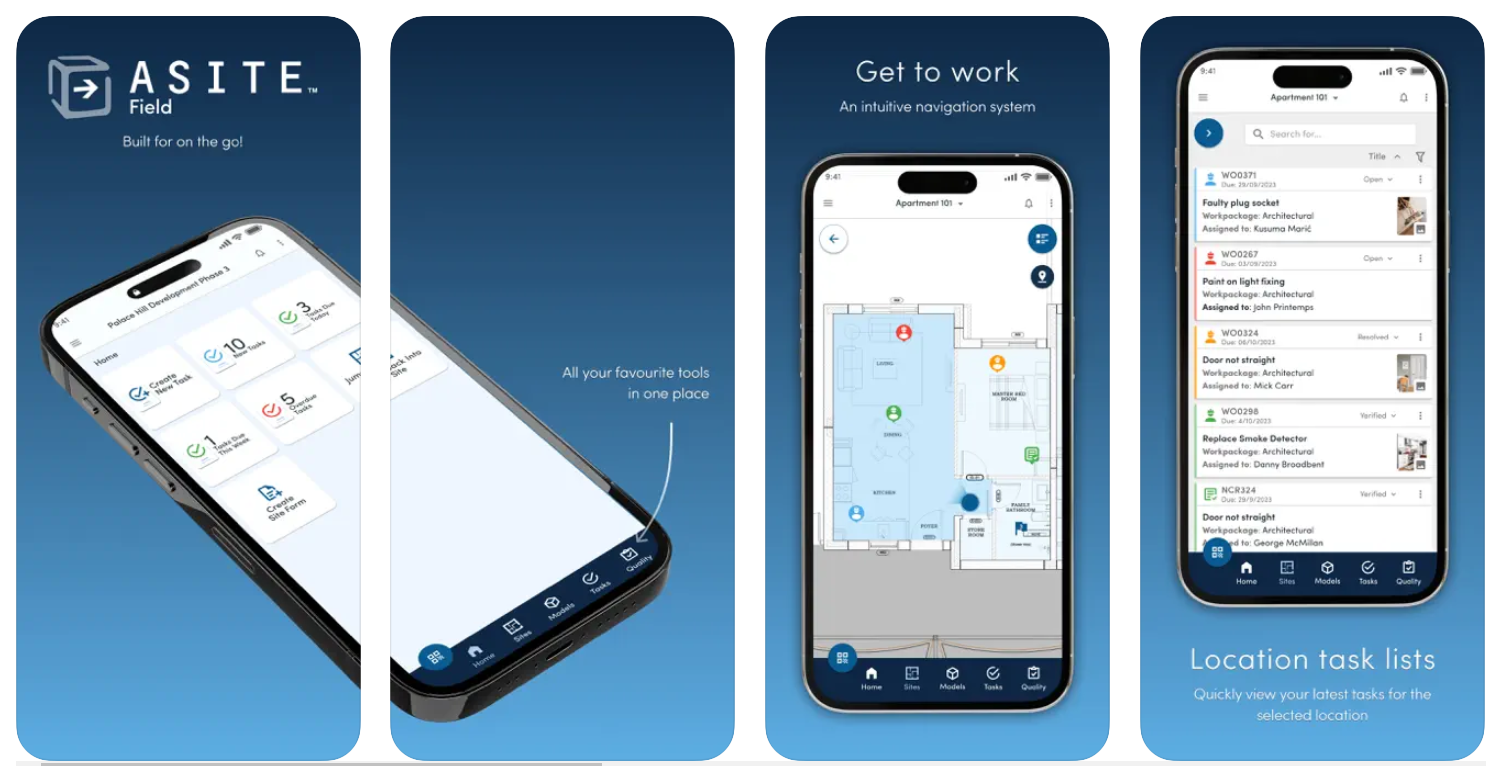 ASITE™
Field
Built for on the go!
9:41
Palace Hill Development Phase 3
Home
Create
New Task
10
New Tasks
3
Tasks Due
Today
1
Tasks Due
This Week
5
Overdue
Tasks
Create
Site Form
Back Into
Site
All your favourite tools
in one place
Home
Sites
Models
Tasks
Quality
Get to work
An intuitive navigation system
9:41
Apartment 101
LIVING
MASTER BED
ROOM
DINING
KITCHEN
FOYER
STORE
ROOM
FAMILY
BATHROOM
Home
Sites
Models
Tasks
Quality
9:41
Apartment 101
Search for...
Title
WO0371
Open
Due: 29/09/2023
Faulty plug socket
Workpackage: Architectural
Assigned to: Kusuma Marić
WO0267
Open
Due: 03/09/2023
Paint on light fixing
Workpackage: Architectural
Assigned to: John Printemps
WO0324
Resolved
Due: 06/10/2023
Door not straight
Workpackage: Architectural
Assigned to: Mick Carr
WO0298
Verified
Due: 4/10/2023
Replace Smoke Detector
Workpackage: Architectural
Assigned to: Danny Broadbent
NCR324
Verified
Due: 29/9/2023
Door not straight
Workpackage: Architectural
to: George McMillan
Home
Sites
Models
Tasks
Quality
Location task lists
Quickly view your latest tasks for the
selected location